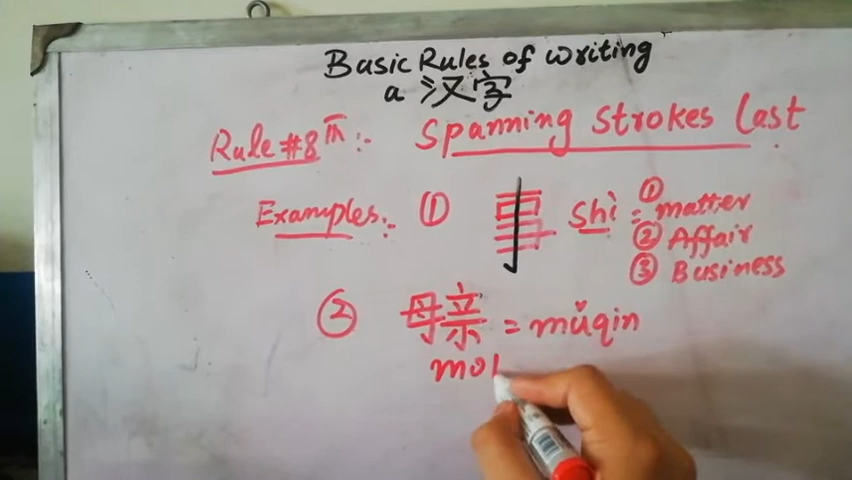 Basic Rules of writing
a 汉字
Rule #8th:- Spanning strokes last
Examples:- ① 事 Shì = ① matter
② Affair
③ Business
② 母亲 = mǔqin
mot